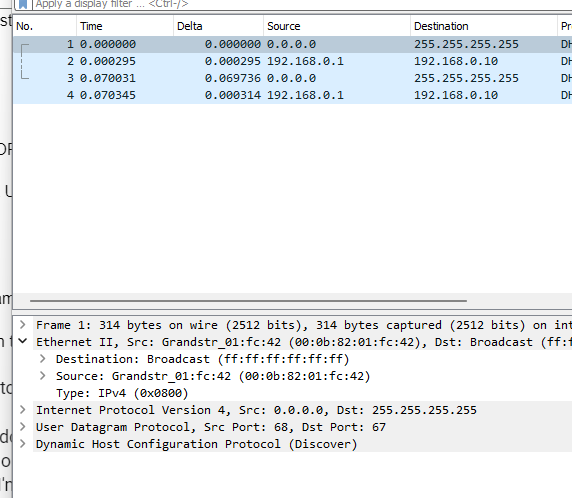 Apply a display filter ... <Ctrl-/>
No. Time Delta Source Destination
1 0.000000 0.000000 0.0.0.0 255.255.255.255
2 0.000295 0.000295 192.168.0.1 192.168.0.10
3 0.070031 0.069736 0.0.0.0 255.255.255.255
4 0.070345 0.000314 192.168.0.1 192.168.0.10
Frame 1: 314 bytes on wire (2512 bits), 314 bytes captured (2512 bits) on int
Ethernet II, Src: Grandstr_01:fc:42 (00:0b:82:01:fc:42), Dst: Broadcast (ff:f
Destination: Broadcast (ff:ff:ff:ff:ff:ff)
Source: Grandstr_01:fc:42 (00:0b:82:01:fc:42)
Type: IPv4 (0x0800)
Internet Protocol Version 4, Src: 0.0.0.0, Dst: 255.255.255.255
User Datagram Protocol, Src Port: 68, Dst Port: 67
Dynamic Host Configuration Protocol (Discover)